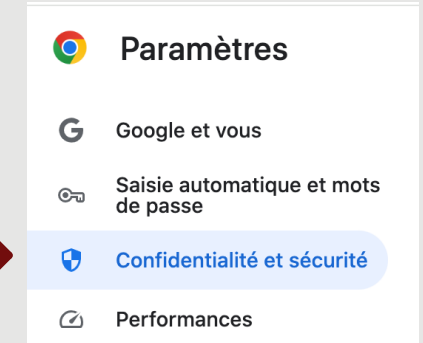 Paramètres
Google et vous
Saisie automatique et mots
de passe
Confidentialité et sécurité
Performances